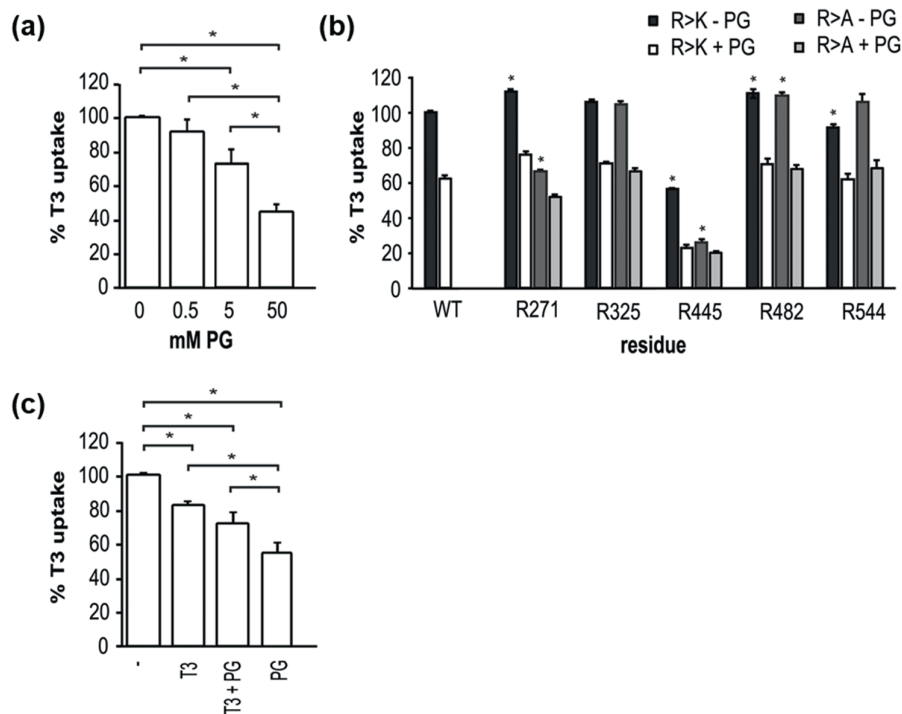 (a)
*
*
*
*
120
100
80
60
40
20
0
% T3 uptake
0 0.5 5 50
mM PG
(b)
R>K - PG R>A - PG
R>K + PG R>A + PG
120
100
80
60
40
20
0
% T3 uptake
* * * * * * *
WT R271 R325 R445 R482 R544
residue
(c)
*
*
* *
*
120
100
80
60
40
20
0
% T3 uptake
- T3 T3 + PG PG